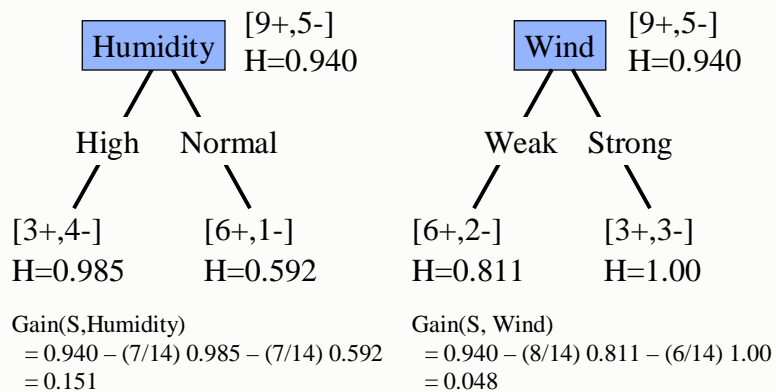 Humidity
[9+,5-]
H=0.940
High
Normal
[3+,4-]
H=0.985
[6+,1-]
H=0.592
Gain(S,Humidity)
= 0.940 – (7/14) 0.985 – (7/14) 0.592
= 0.151
Wind
[9+,5-]
H=0.940
Weak
Strong
[6+,2-]
H=0.811
[3+,3-]
H=1.00
Gain(S, Wind)
= 0.940 – (8/14) 0.811 – (6/14) 1.00
= 0.048